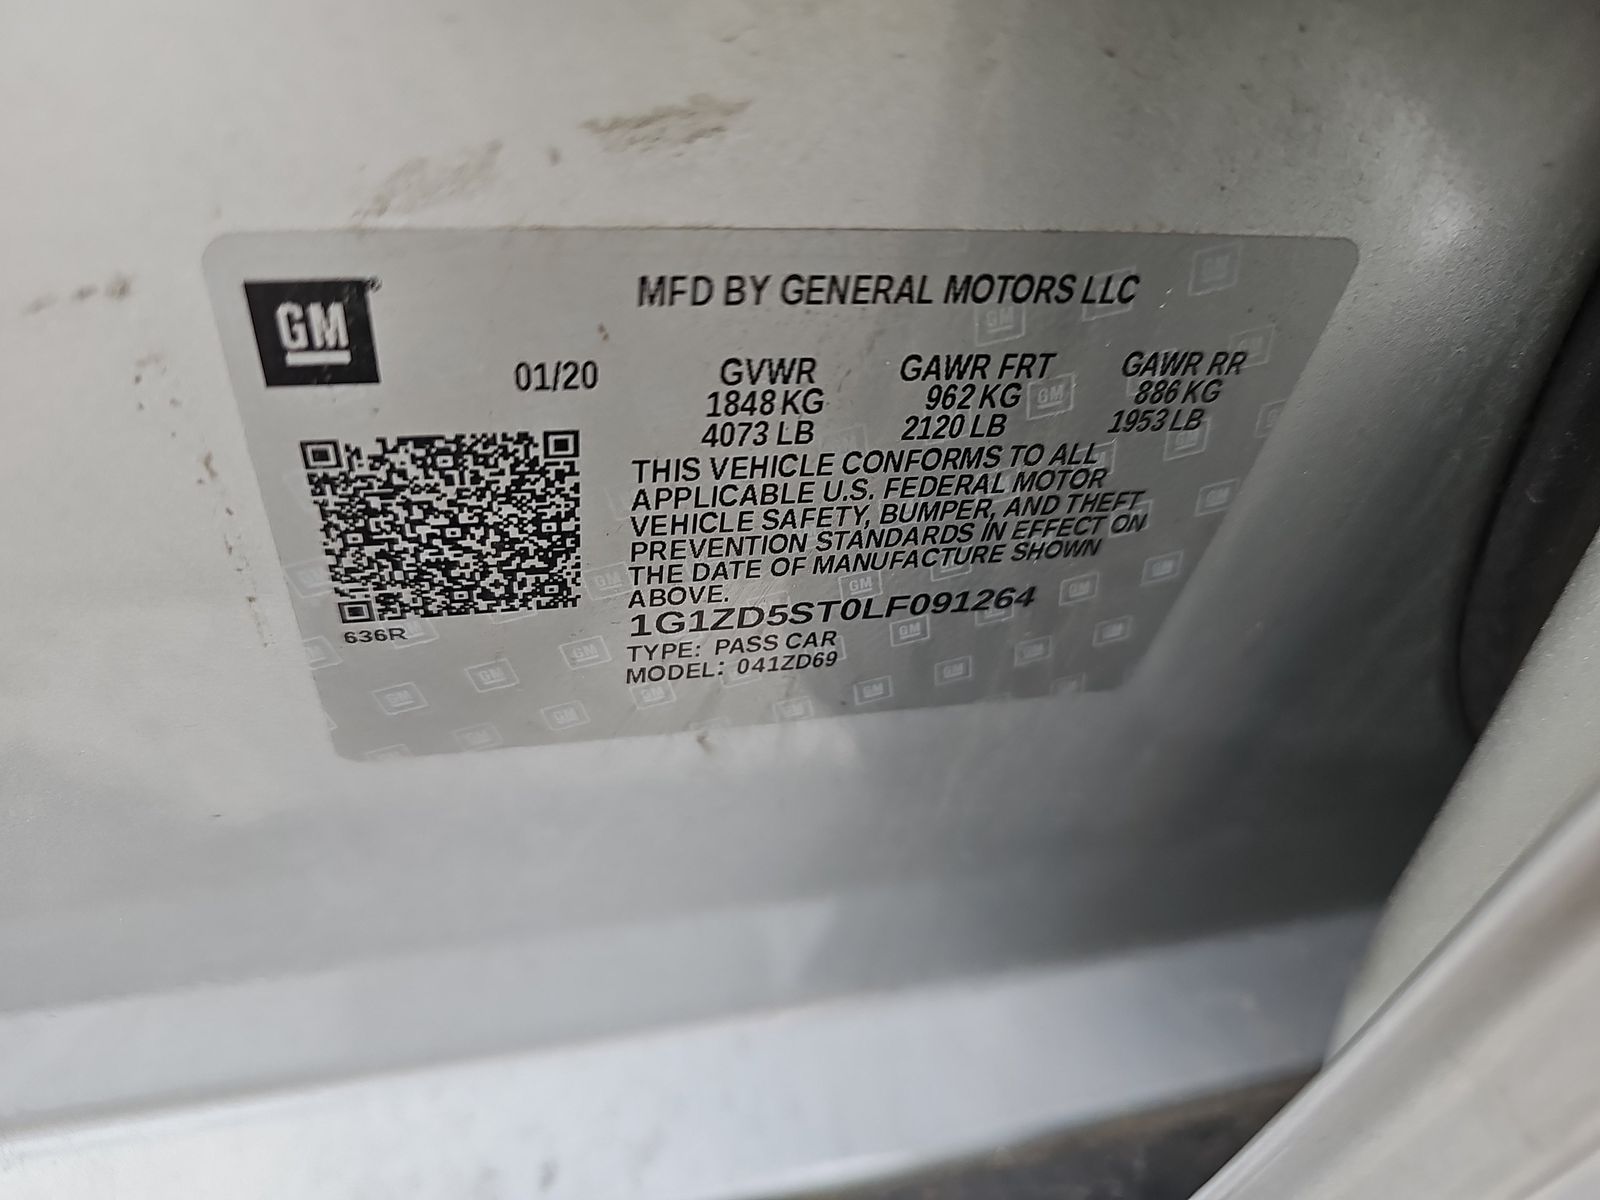 GM
MFD BY GENERAL MOTORS LLC
01/20
GVWR GAWR FRT GAWR RR
1848 KG 962 KG 886 KG
4073 LB 2120 LB 1953 LB
THIS VEHICLE CONFORMS TO ALL
APPLICABLE U.S. FEDERAL MOTOR
VEHICLE SAFETY, BUMPER, AND THEFT
PREVENTION STANDARDS IN EFFECT ON
THE DATE OF MANUFACTURE SHOWN
ABOVE.
1G1ZD5ST0LF091264
TYPE: PASS CAR
MODEL: 041ZD69
636R